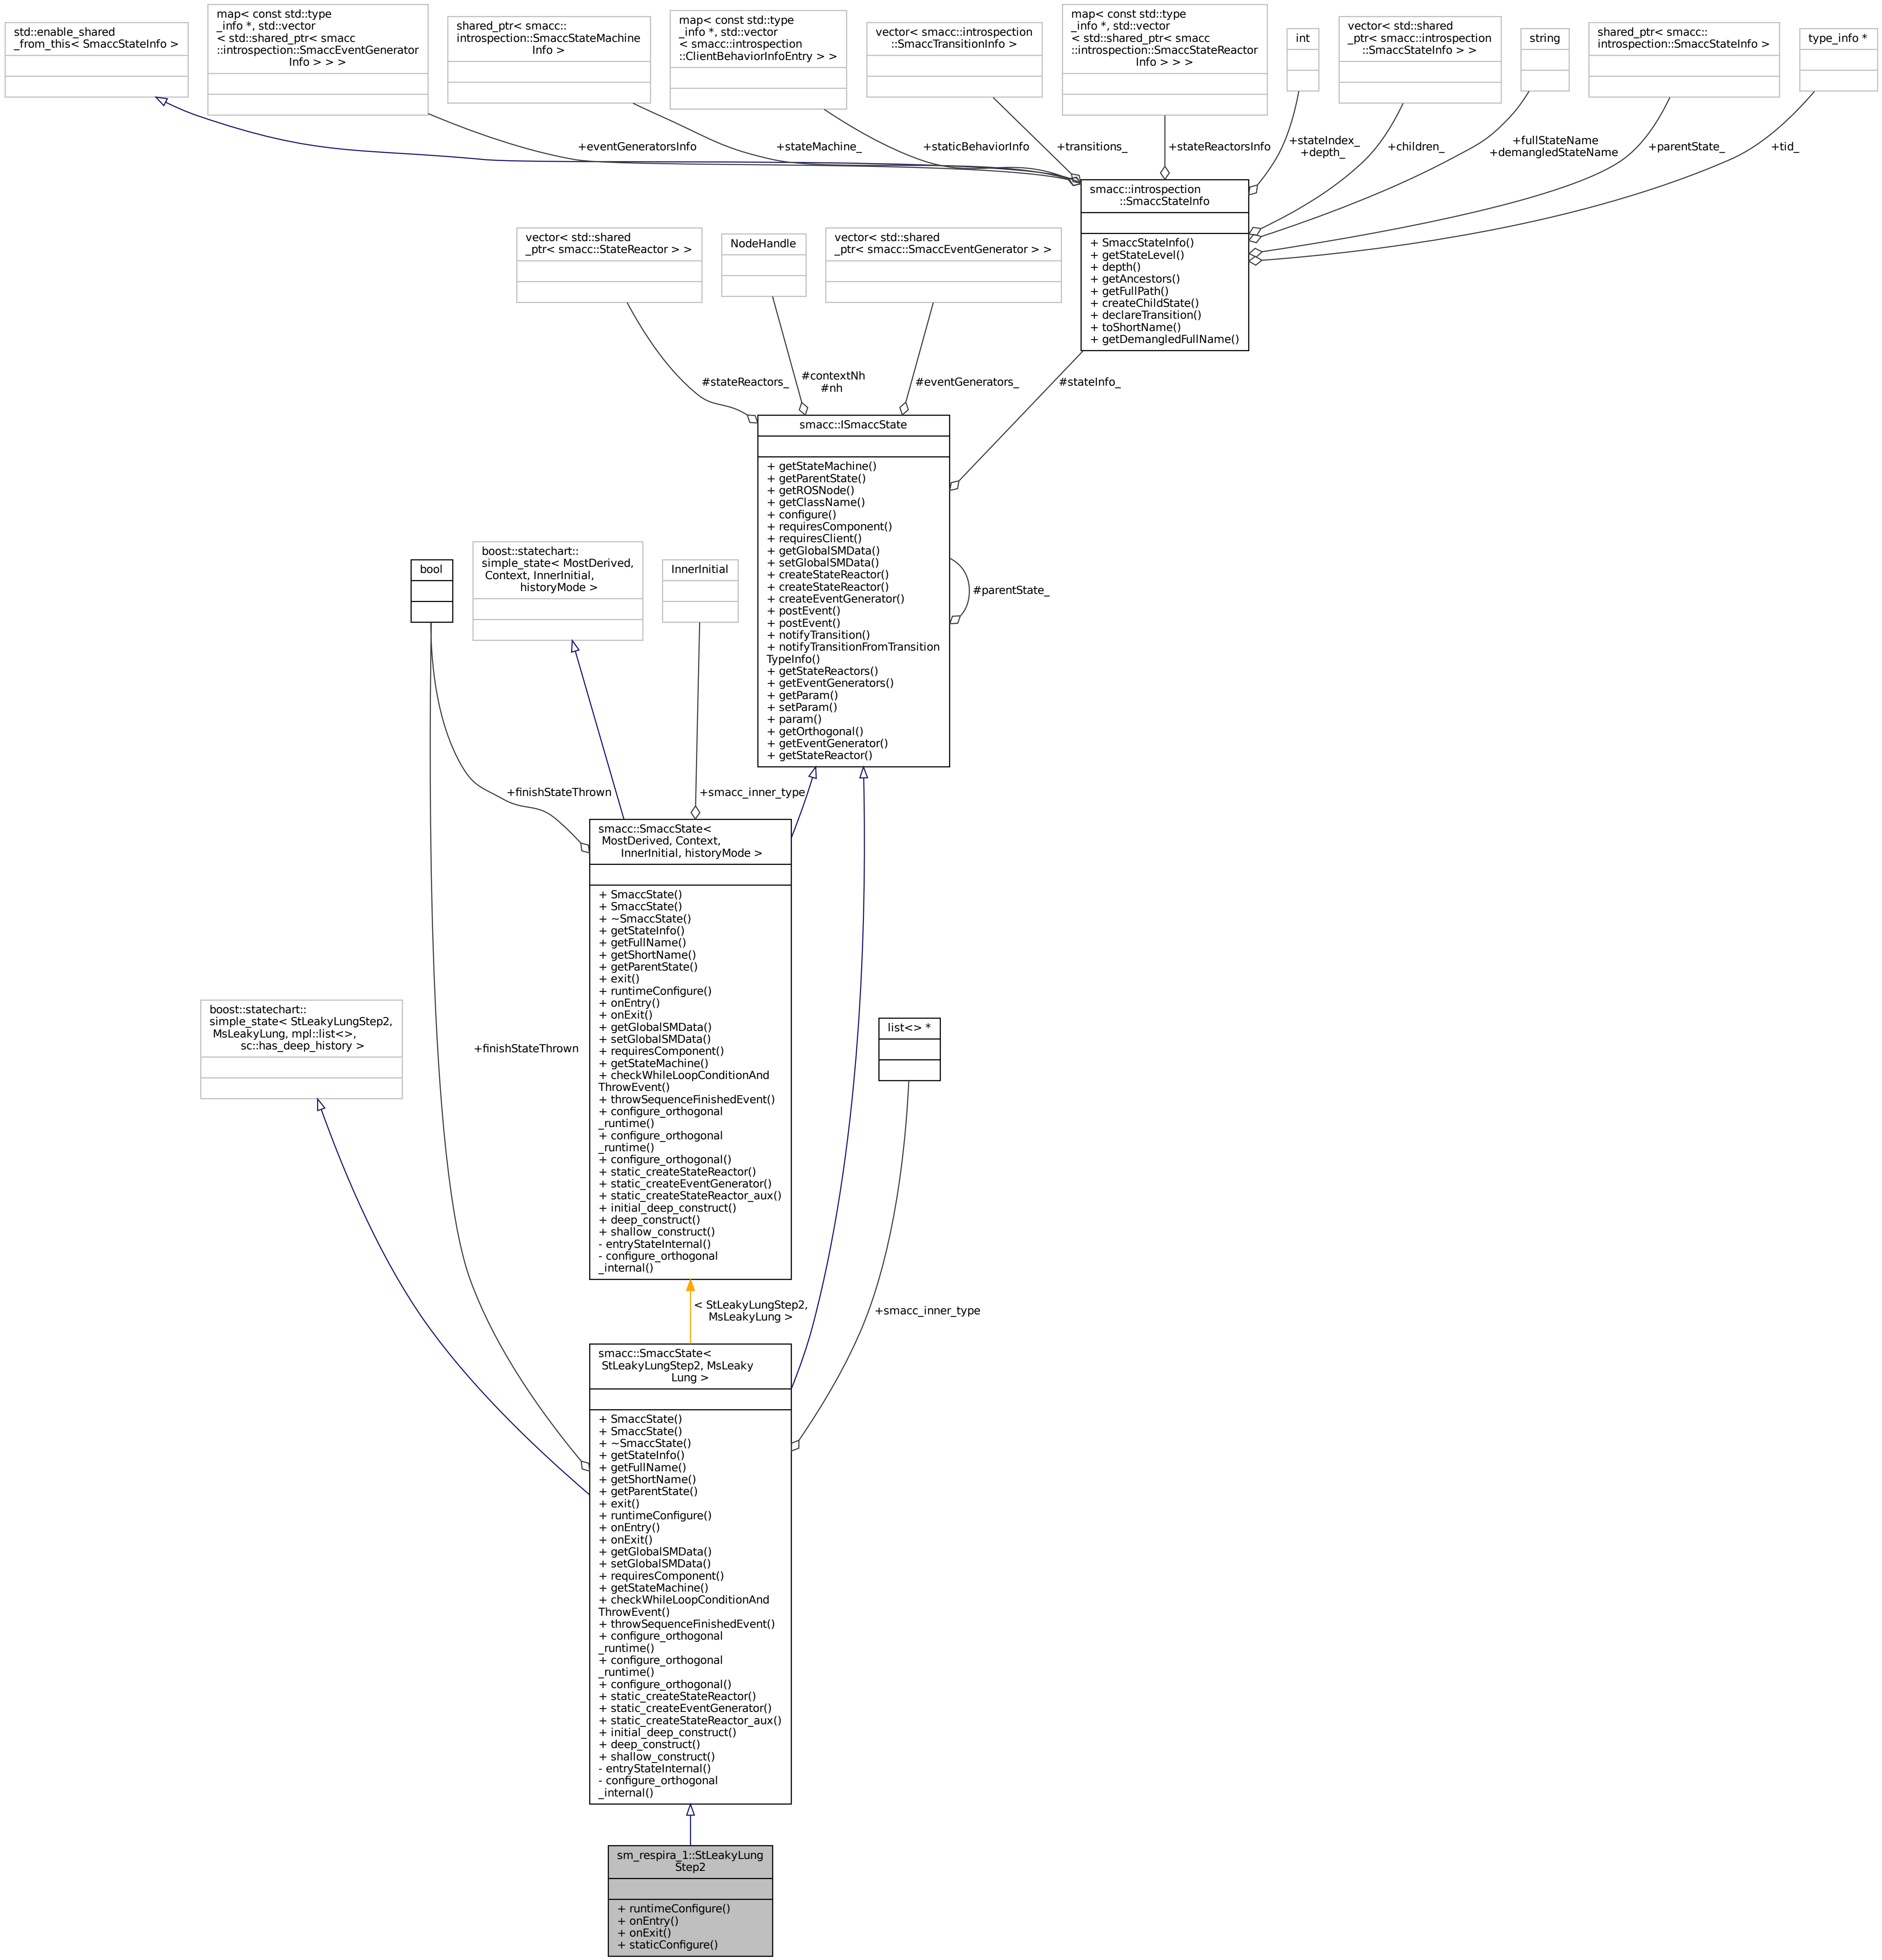 std::enable_shared
_from_this< SmaccStateInfo >
map< const std::type
_info *, std::vector
< std::shared_ptr< smacc
::introspection::SmaccEventGenerator
Info > > >
shared_ptr< smacc::
introspection::SmaccStateMachine
Info >
map< const std::type
_info *, std::vector
< smacc::introspection
::ClientBehaviorInfoEntry > >
vector< smacc::introspection
::SmaccTransitionInfo >
map< const std::type
_info *, std::vector
< std::shared_ptr< smacc
::introspection::SmaccStateReactor
Info > > >
int
vector< std::shared
_ptr< smacc::introspection
::SmaccStateInfo > >
string
shared_ptr< smacc::
introspection::SmaccStateInfo >
type_info *
+eventGeneratorsInfo
+stateMachine_
+staticBehaviorInfo
+transitions_
+stateReactorsInfo
+stateIndex_
+depth_
+children_
+fullStateName
+demangledStateName
+parentState_
+tid_
smacc::introspection
::SmaccStateInfo
+ SmaccStateInfo()
+ getStateLevel()
+ depth()
+ getAncestors()
+ getFullPath()
+ createChildState()
+ declareTransition()
+ toShortName()
+ getDemangledFullName()
vector< std::shared
_ptr< smacc::StateReactor > >
NodeHandle
vector< std::shared
_ptr< smacc::SmaccEventGenerator > >
#stateReactors_
#contextNh
#nh
#eventGenerators_
#stateInfo_
smacc::ISmaccState
+ getStateMachine()
+ getParentState()
+ getROSNode()
+ getClassName()
+ configure()
+ requiresComponent()
+ requiresClient()
+ getGlobalSMData()
+ setGlobalSMData()
+ createStateReactor()
+ createStateReactor()
+ createEventGenerator()
+ postEvent()
+ postEvent()
+ notifyTransition()
+ notifyTransitionFromTransition
TypeInfo()
+ getStateReactors()
+ getEventGenerators()
+ getParam()
+ setParam()
+ param()
+ getOrthogonal()
+ getEventGenerator()
+ getStateReactor()
#parentState_
bool
boost::statechart::
simple_state< MostDerived,
Context, InnerInitial,
historyMode >
InnerInitial
+finishStateThrown
+smacc_inner_type
smacc::SmaccState<
MostDerived, Context,
InnerInitial, historyMode >
+ SmaccState()
+ SmaccState()
+ ~SmaccState()
+ getStateInfo()
+ getFullName()
+ getShortName()
+ getParentState()
+ exit()
+ runtimeConfigure()
+ onEntry()
+ onExit()
+ getGlobalSMData()
+ setGlobalSMData()
+ requiresComponent()
+ getStateMachine()
+ checkWhileLoopConditionAnd
ThrowEvent()
+ throwSequenceFinishedEvent()
+ configure_orthogonal
_runtime()
+ configure_orthogonal
_runtime()
+ configure_orthogonal()
+ static_createStateReactor()
+ static_createEventGenerator()
+ static_createStateReactor_aux()
+ initial_deep_construct()
+ deep_construct()
+ shallow_construct()
- entryStateInternal()
- configure_orthogonal
_internal()
boost::statechart::
simple_state< StLeakyLungStep2,
MsLeakyLung, mpl::list<>,
sc::has_deep_history >
+finishStateThrown
list<> *
< StLeakyLungStep2,
MsLeakyLung >
+smacc_inner_type
smacc::SmaccState<
StLeakyLungStep2, MsLeaky
Lung >
+ SmaccState()
+ SmaccState()
+ ~SmaccState()
+ getStateInfo()
+ getFullName()
+ getShortName()
+ getParentState()
+ exit()
+ runtimeConfigure()
+ onEntry()
+ onExit()
+ getGlobalSMData()
+ setGlobalSMData()
+ requiresComponent()
+ getStateMachine()
+ checkWhileLoopConditionAnd
ThrowEvent()
+ throwSequenceFinishedEvent()
+ configure_orthogonal
_runtime()
+ configure_orthogonal
_runtime()
+ configure_orthogonal()
+ static_createStateReactor()
+ static_createEventGenerator()
+ static_createStateReactor_aux()
+ initial_deep_construct()
+ deep_construct()
+ shallow_construct()
- entryStateInternal()
- configure_orthogonal
_internal()
sm_respira_1::StLeakyLung
Step2
+ runtimeConfigure()
+ onEntry()
+ onExit()
+ staticConfigure()